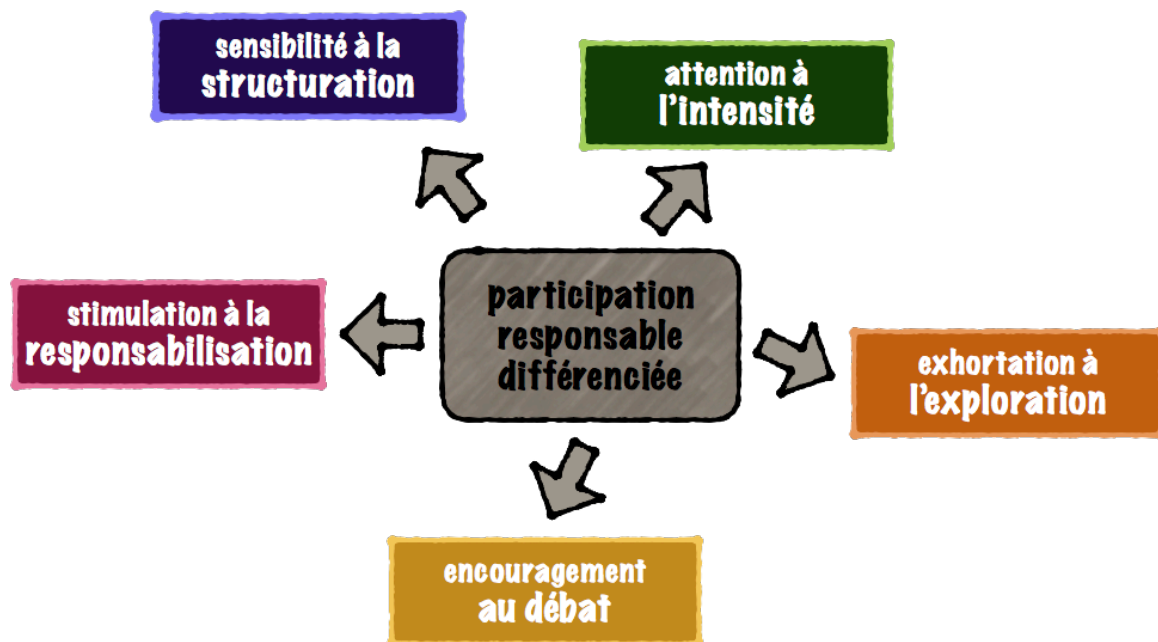 sensibilité à la
structuration
attention à
l'intensité
stimulation à la
responsabilisation
participation
responsable
différenciée
exhortation à
l'exploration
encouragement
au débat